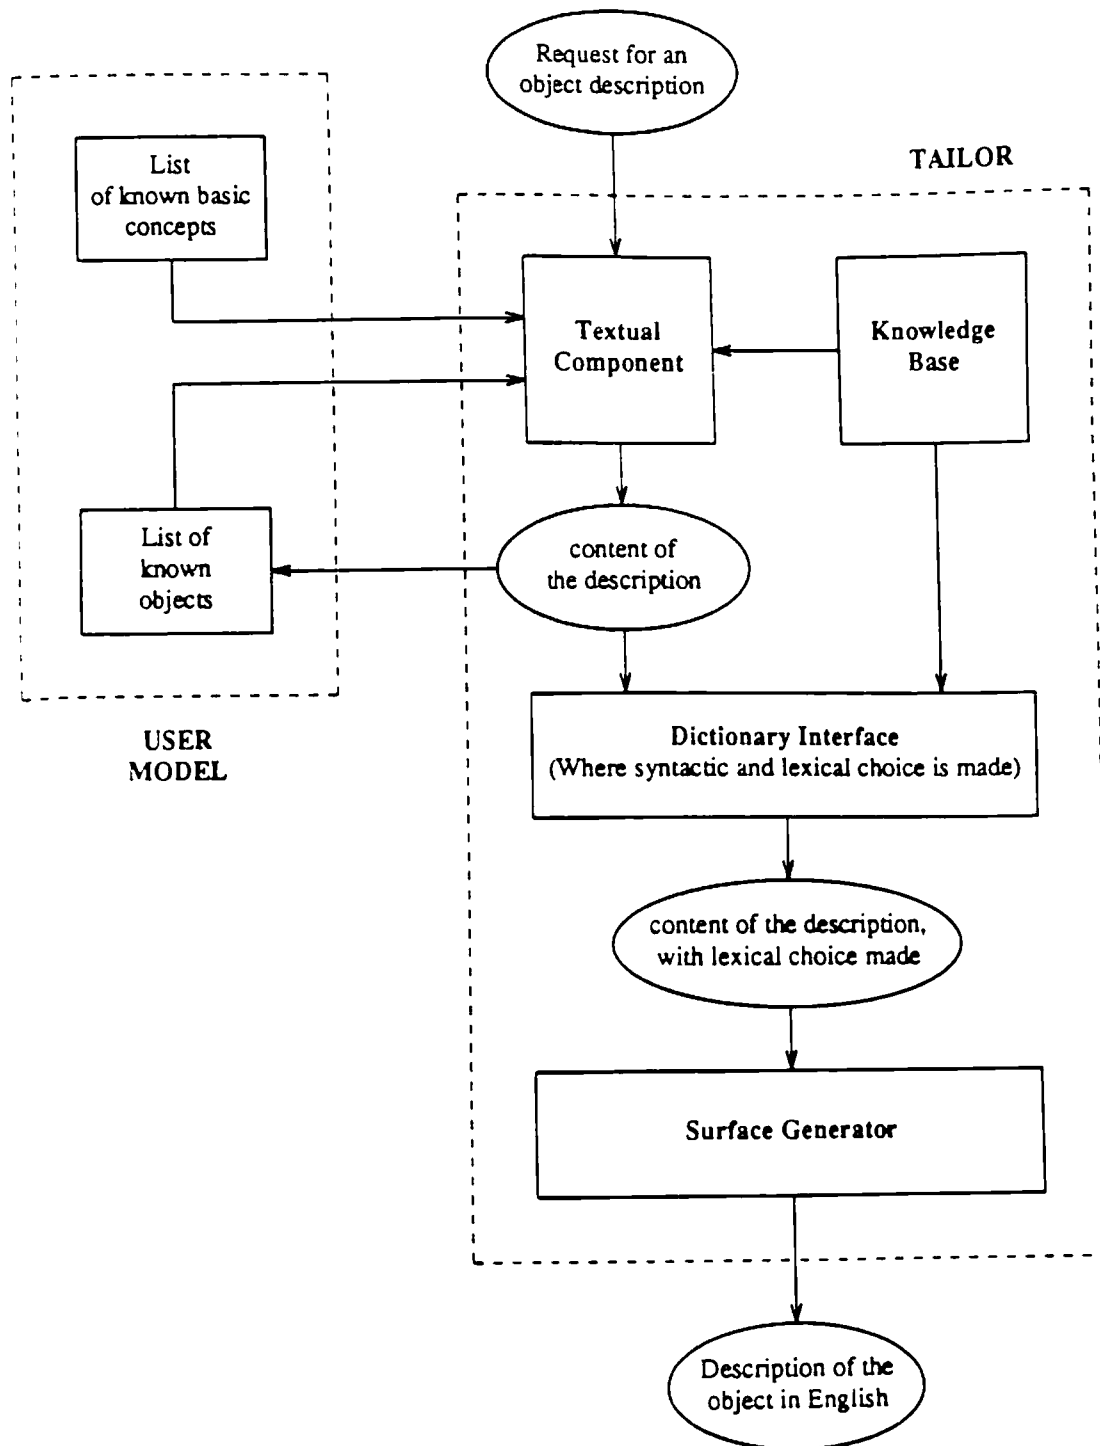 Request for an
object description
TAILOR
List
of known basic
concepts
Textual
Component
Knowledge
Base
List of
known
objects
content of
the description
USER
MODEL
Dictionary Interface
(Where syntactic and lexical choice is made)
content of the description,
with lexical choice made
Surface Generator
Description of the
object in English